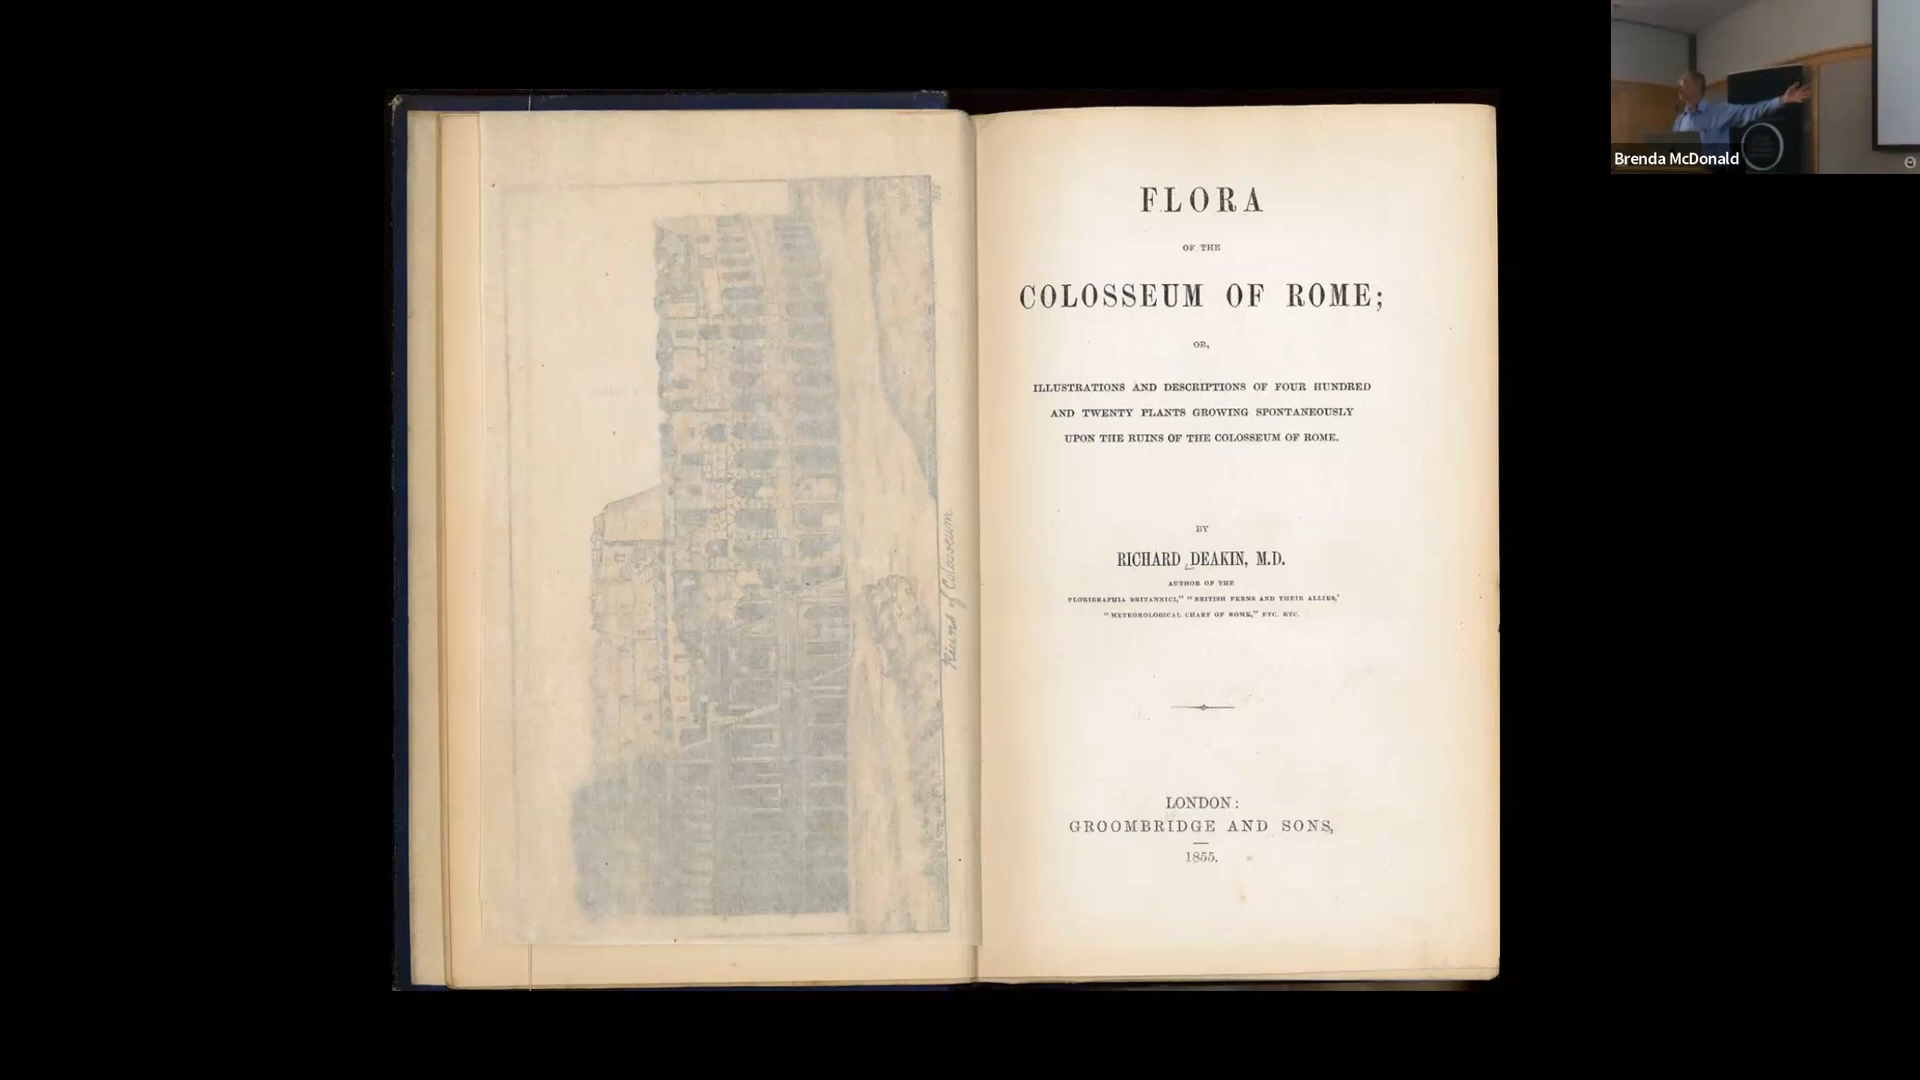 Ruins of Colosseum
FLORA
OF THE
COLOSSEUM OF ROME;
OR,
ILLUSTRATIONS AND DESCRIPTIONS OF FOUR HUNDRED
AND TWENTY PLANTS GROWING SPONTANEOUSLY
UPON THE RUINS OF THE COLOSSEUM OF ROME.
BY
RICHARD DEAKIN, M.D.
AUTHOR OF THE
FLORIGRAPHIA BRITANNICI," "BRITISH FERNS AND THEIR ALLIES,'
"METEOROLOGICAL CHART OF ROME," ETC. ETC.
LONDON:
GROOMBRIDGE AND SONS,
1855.
Brenda McDonald